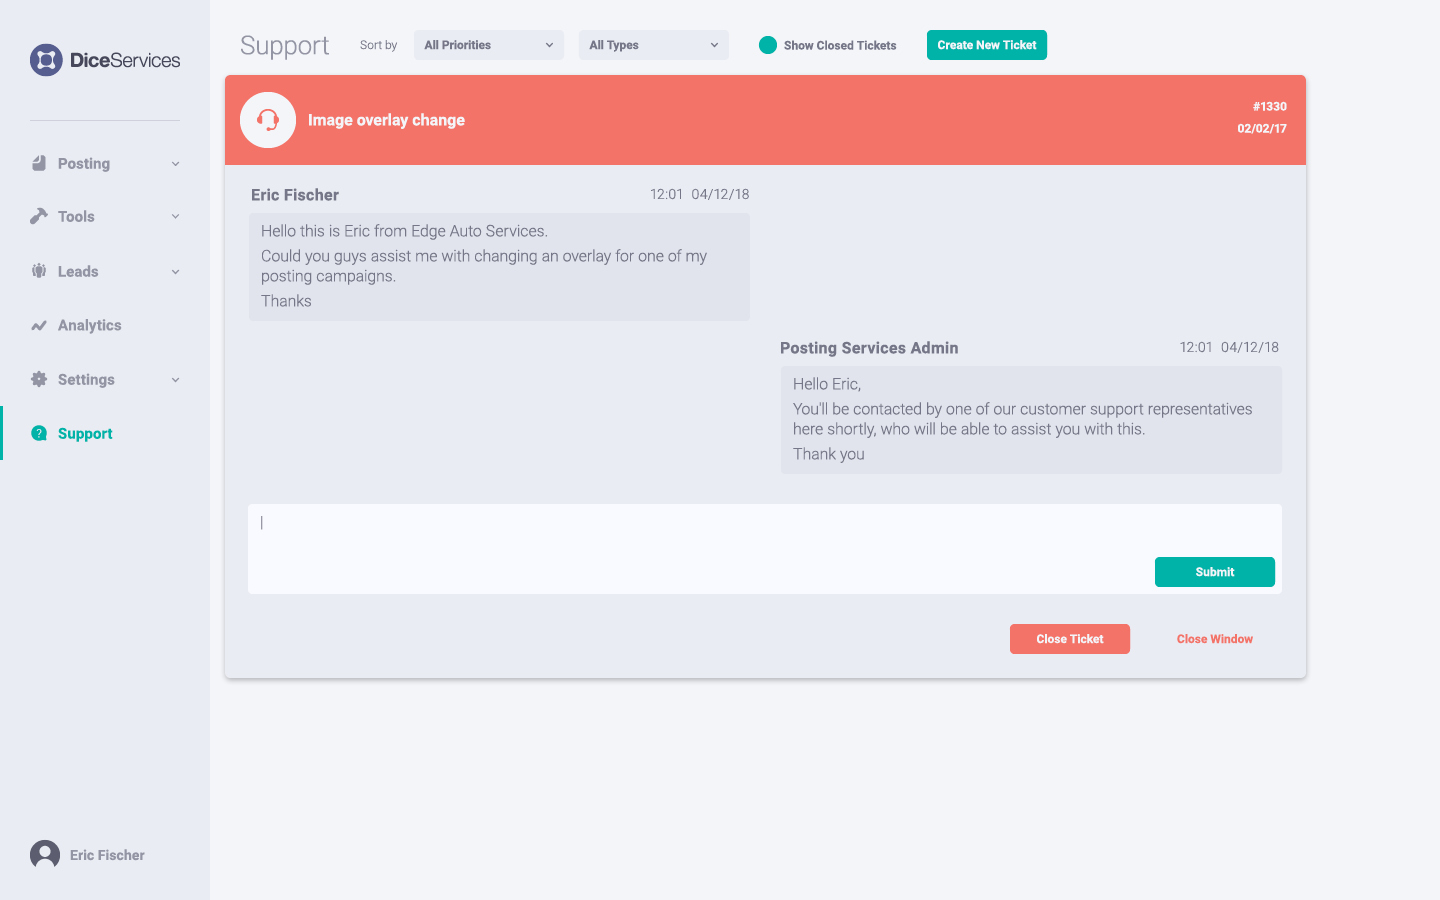 DiceServices
Posting
Tools
Leads
Analytics
Settings
? Support
Eric Fischer
Support
Sort by
All Priorities
All Types
Show Closed Tickets
Create New Ticket
Image overlay change
#1330
02/02/17
Eric Fischer 12:01 04/12/18
Hello this is Eric from Edge Auto Services.
Could you guys assist me with changing an overlay for one of my
posting campaigns.
Thanks
Posting Services Admin 12:01 04/12/18
Hello Eric,
You'll be contacted by one of our customer support representatives
here shortly, who will be able to assist you with this.
Thank you
Submit
Close Ticket
Close Window